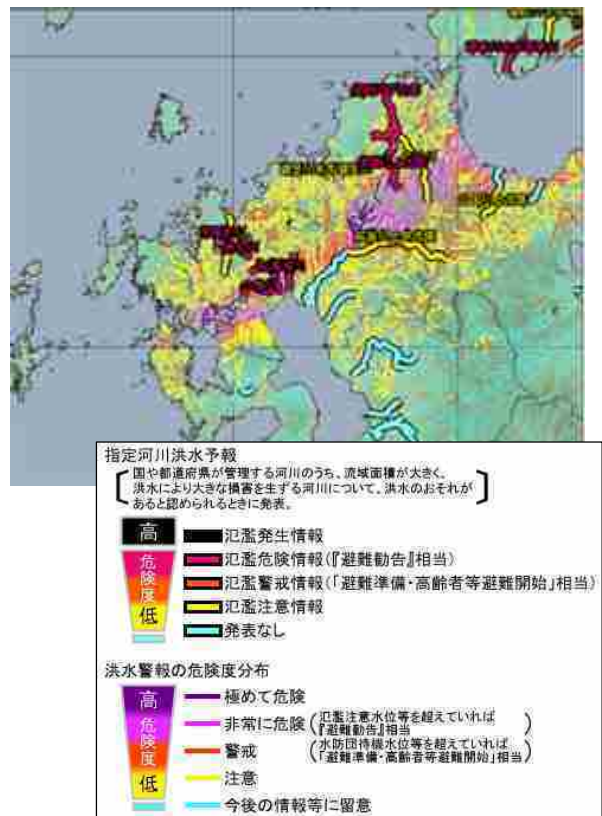 指定河川洪水予報
国や都道府県が管理する河川のうち、流域面積が大きく、
洪水により大きな損害を生ずる河川について、洪水のおそれが
あると認められるときに発表。
高
危険度
低
氾濫発生情報
氾濫危険情報(『避難勧告』相当)
氾濫警戒情報(「避難準備・高齢者等避難開始」相当)
氾濫注意情報
発表なし
洪水警報の危険度分布
高
危険度
低
極めて危険
非常に危険(氾濫注意水位等を超えていれば
『避難勧告』相当)
警戒(水防団待機水位等を超えていれば
「避難準備・高齢者等避難開始」相当)
注意
今後の情報等に留意